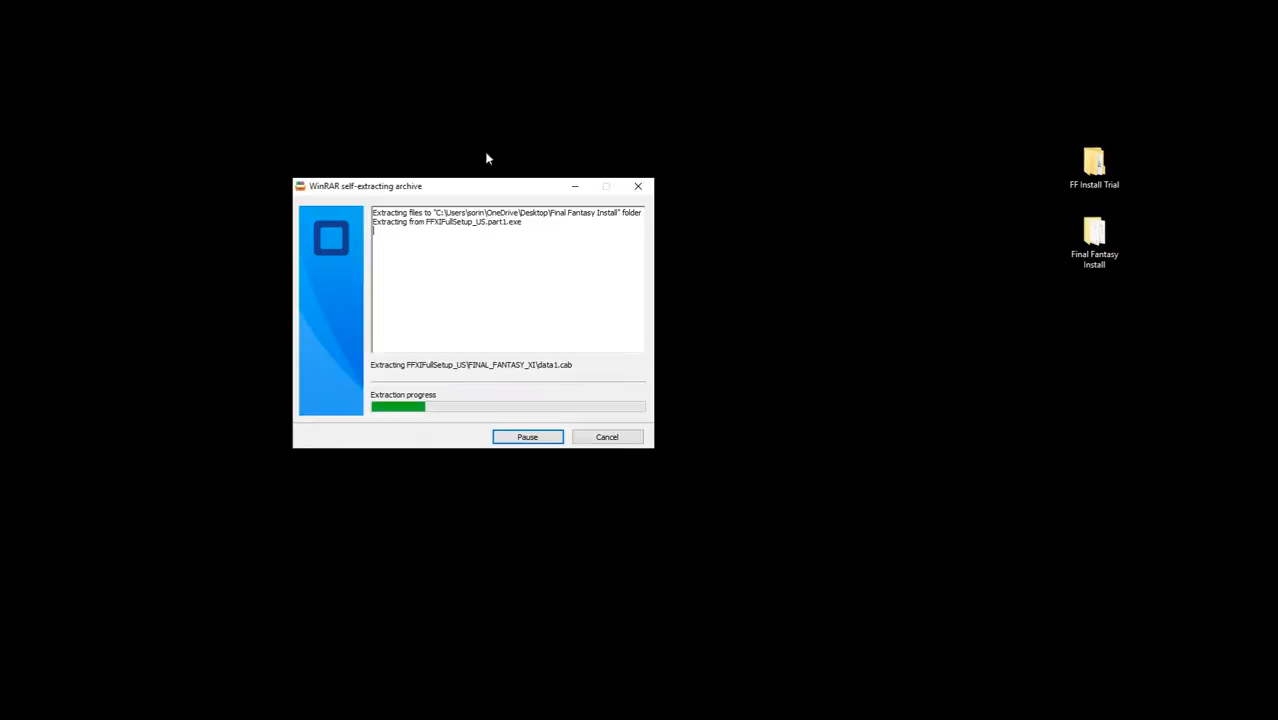 WinRAR self-extracting archive
Extracting files to "C:\Users\sorin\OneDrive\Desktop\Final Fantasy Install" folder
Extracting from FFXIFullSetup_US.part1.exe
Extracting FFXIFullSetup_US\FINAL_FANTASY_XI\data1.cab
Extraction progress
Pause
Cancel
FF Install Trial
Final Fantasy
Install